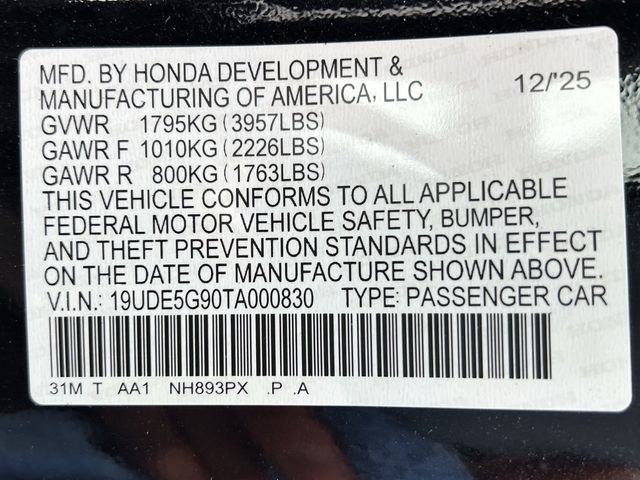 MFD. BY HONDA DEVELOPMENT &
MANUFACTURING OF AMERICA, LLC 12/'25
GVWR 1795KG (3957LBS)
GAWR F 1010KG (2226LBS)
GAWR R 800KG (1763LBS)
THIS VEHICLE CONFORMS TO ALL APPLICABLE
FEDERAL MOTOR VEHICLE SAFETY, BUMPER,
AND THEFT PREVENTION STANDARDS IN EFFECT
ON THE DATE OF MANUFACTURE SHOWN ABOVE.
V.I.N.: 19UDE5G90TA000830 TYPE: PASSENGER CAR
31M T AA1 NH893PX .P .A